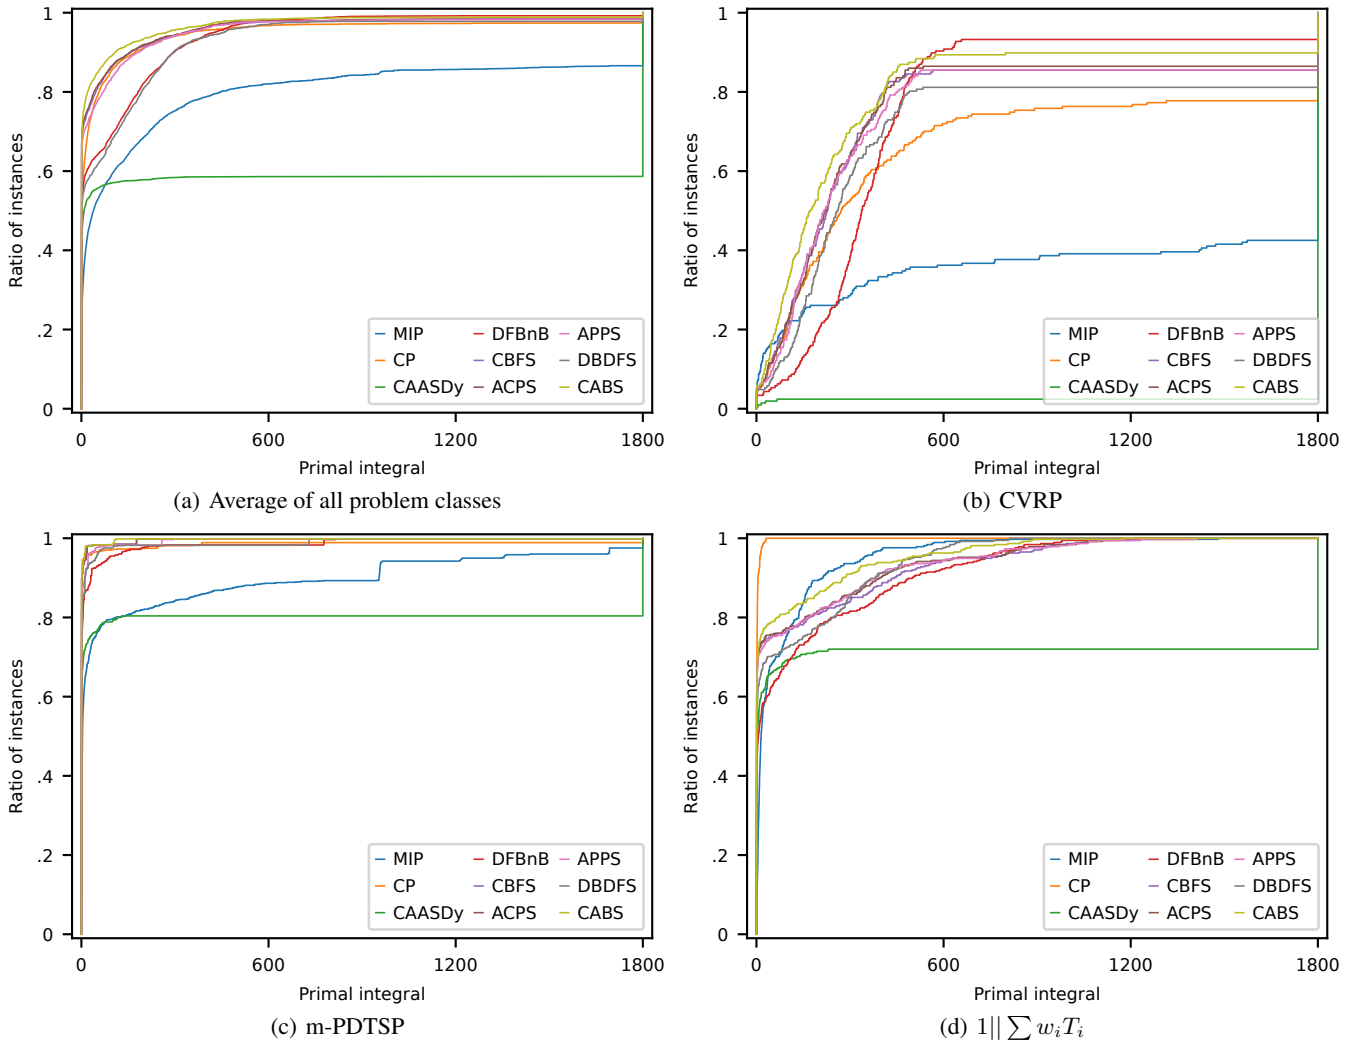 1
.8
.6
.4
.2
0
Ratio of instances
MIP DFBnB APPS
CP CBFS DBDFS
CAASDy ACPS CABS
0 600 1200 1800
Primal integral
(a) Average of all problem classes
1
.8
.6
.4
.2
0
Ratio of instances
MIP DFBnB APPS
CP CBFS DBDFS
CAASDy ACPS CABS
0 600 1200 1800
Primal integral
(b) CVRP
1
.8
.6
.4
.2
0
Ratio of instances
MIP DFBnB APPS
CP CBFS DBDFS
CAASDy ACPS CABS
0 600 1200 1800
Primal integral
(c) m-PDTSP
1
.8
.6
.4
.2
0
Ratio of instances
MIP DFBnB APPS
CP CBFS DBDFS
CAASDy ACPS CABS
0 600 1200 1800
Primal integral
(d) 1|| ∑ wᵢTᵢ